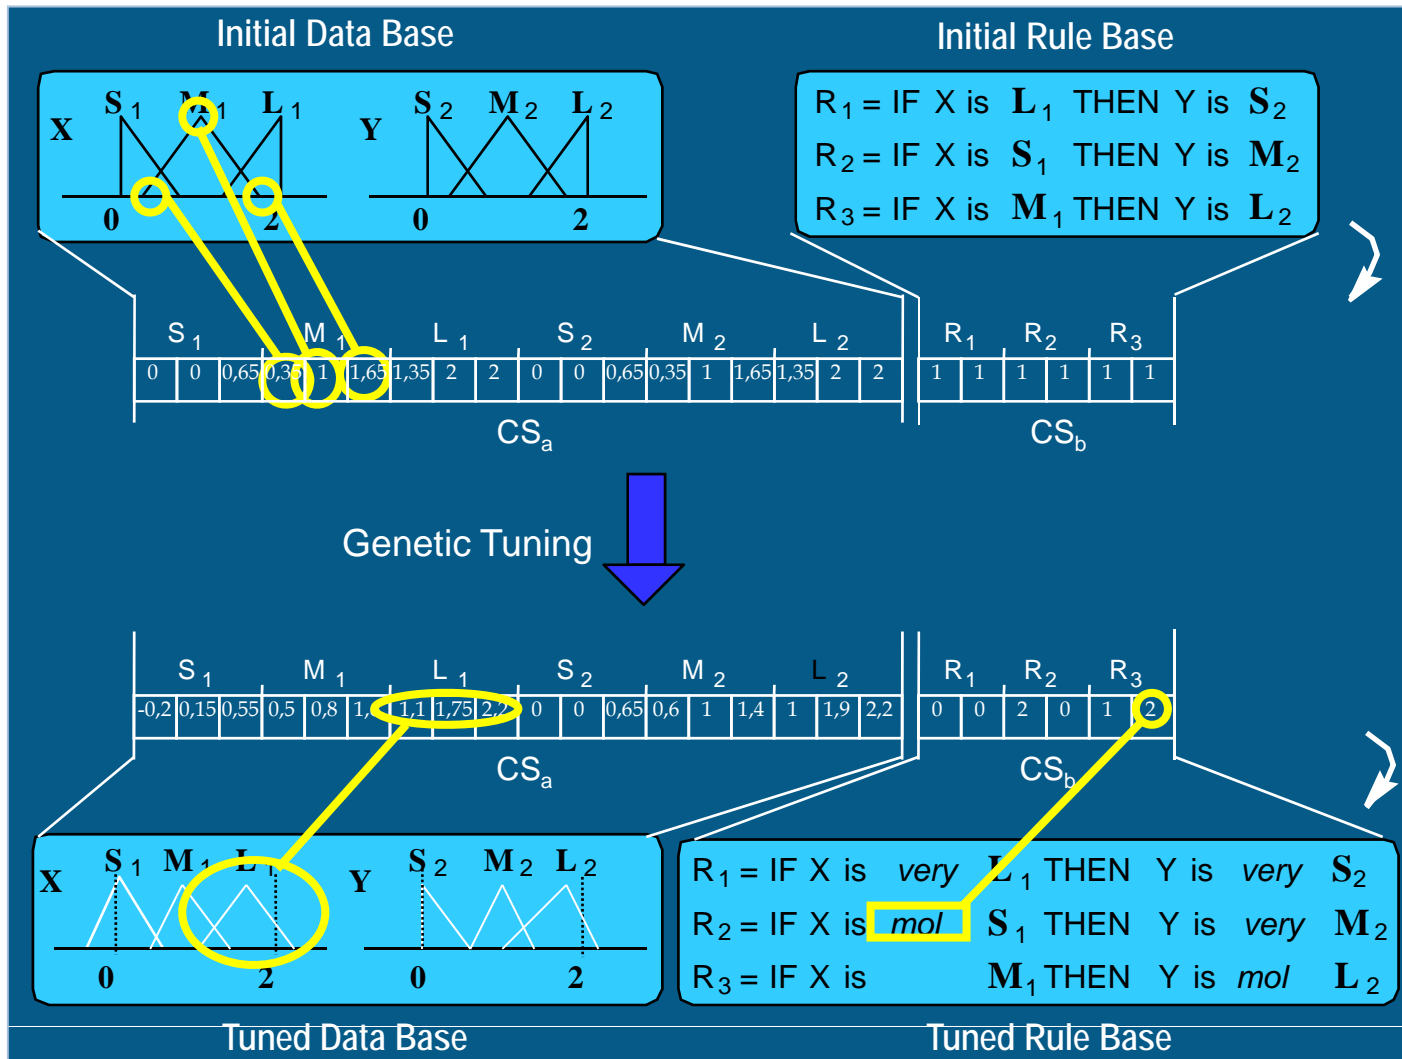 Initial Data Base
Initial Rule Base
X S1 M1 L1 Y S2 M2 L2
0 2 0 2
R1 = IF X is L1 THEN Y is S2
R2 = IF X is S1 THEN Y is M2
R3 = IF X is M1 THEN Y is L2
S1 M1 L1 S2 M2 L2 R1 R2 R3
0 0 0,65 0,35 1 1,65 1,35 2 2 0 0 0,65 0,35 1 1,65 1,35 2 2 1 1 1 1 1 1
CSa CSb
Genetic Tuning
S1 M1 L1 S2 M2 L2 R1 R2 R3
-0,2 0,15 0,55 0,5 0,8 1,1 1,75 2,2 0 0 0,65 0,6 1 1,4 1 1,9 2,2 0 0 2 0 1 2
CSa CSb
X S1 M1 L1 Y S2 M2 L2
0 2 0 2
R1 = IF X is very L1 THEN Y is very S2
R2 = IF X is mol S1 THEN Y is very M2
R3 = IF X is M1 THEN Y is mol L2
Tuned Data Base
Tuned Rule Base